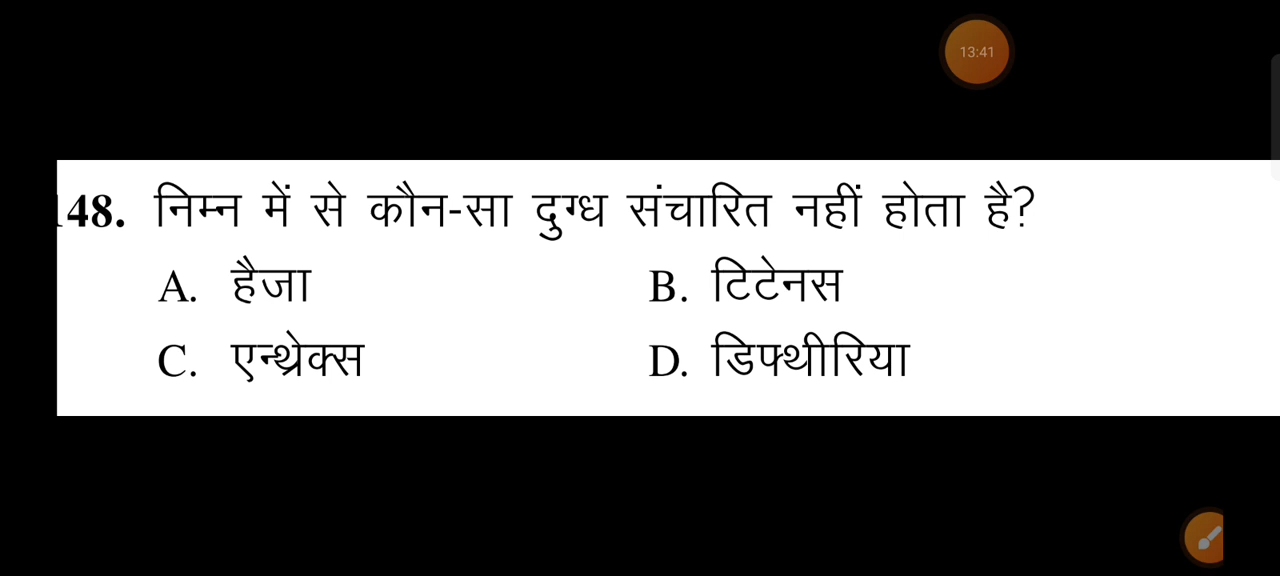 13:41
148. निम्न में से कौन-सा दुग्ध संचारित नहीं होता है?
A. हैजा B. टिटेनस
C. एन्थ्रेक्स D. डिफ्थीरिया